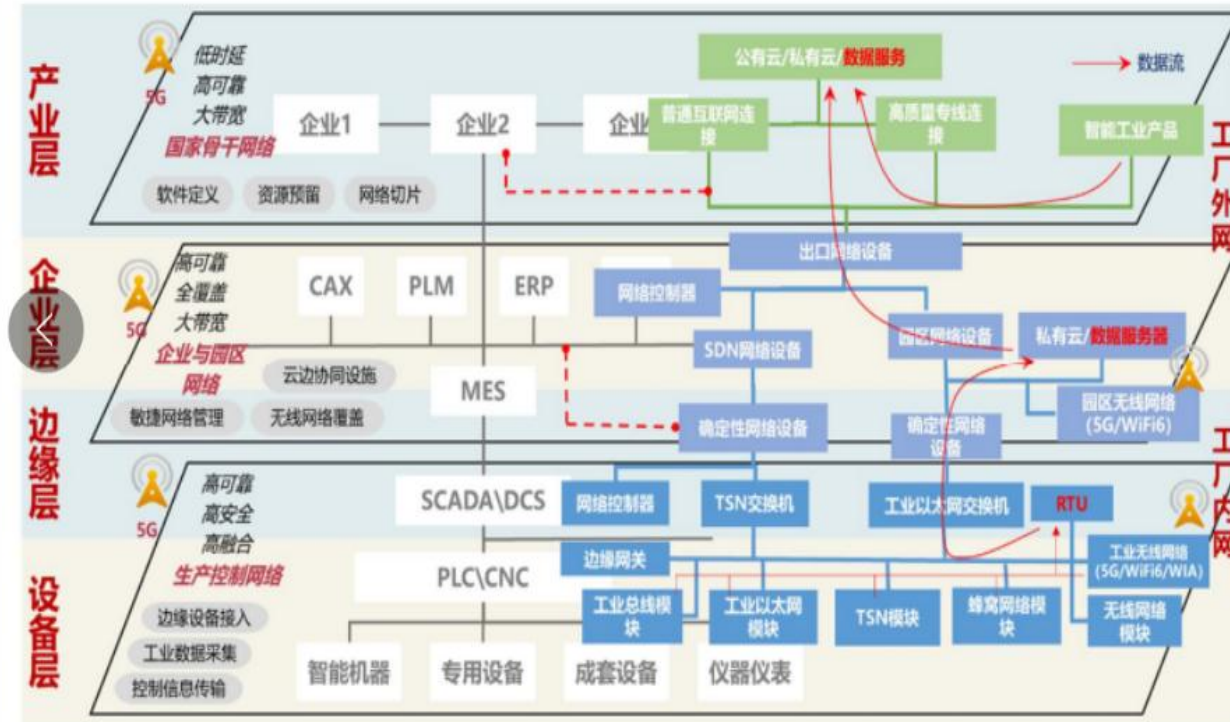 产业层
5G
低时延
高可靠
大带宽
国家骨干网络
软件定义
资源预留
网络切片
企业1
企业2
企业
公有云/私有云/数据服务
普通互联网连
接
高质量专线连
接
智能工业产品
数据流
工厂外网
企业层
5G
高可靠
全覆盖
大带宽
企业与园区
网络
云边协同设施
敏捷网络管理
无线网络覆盖
CAX
PLM
ERP
MES
出口网络设备
网络控制器
SDN网络设备
园区网络设备
私有云/数据服务器
园区无线网络
(5G/WiFi6)
确定性网络设备
确定性网络
设备
边缘层
5G
高可靠
高安全
高融合
生产控制网络
边缘设备接入
工业数据采集
控制信息传输
SCADA\DCS
网络控制器
TSN交换机
工业以太网交换机
RTU
工厂内网
设备层
PLC\CNC
边缘网关
工业无线网络
(5G/WiFi6/WIA)
工业总线模
块
工业以太网
模块
TSN模块
蜂窝网络模
块
无线网络
模块
智能机器
专用设备
成套设备
仪器仪表